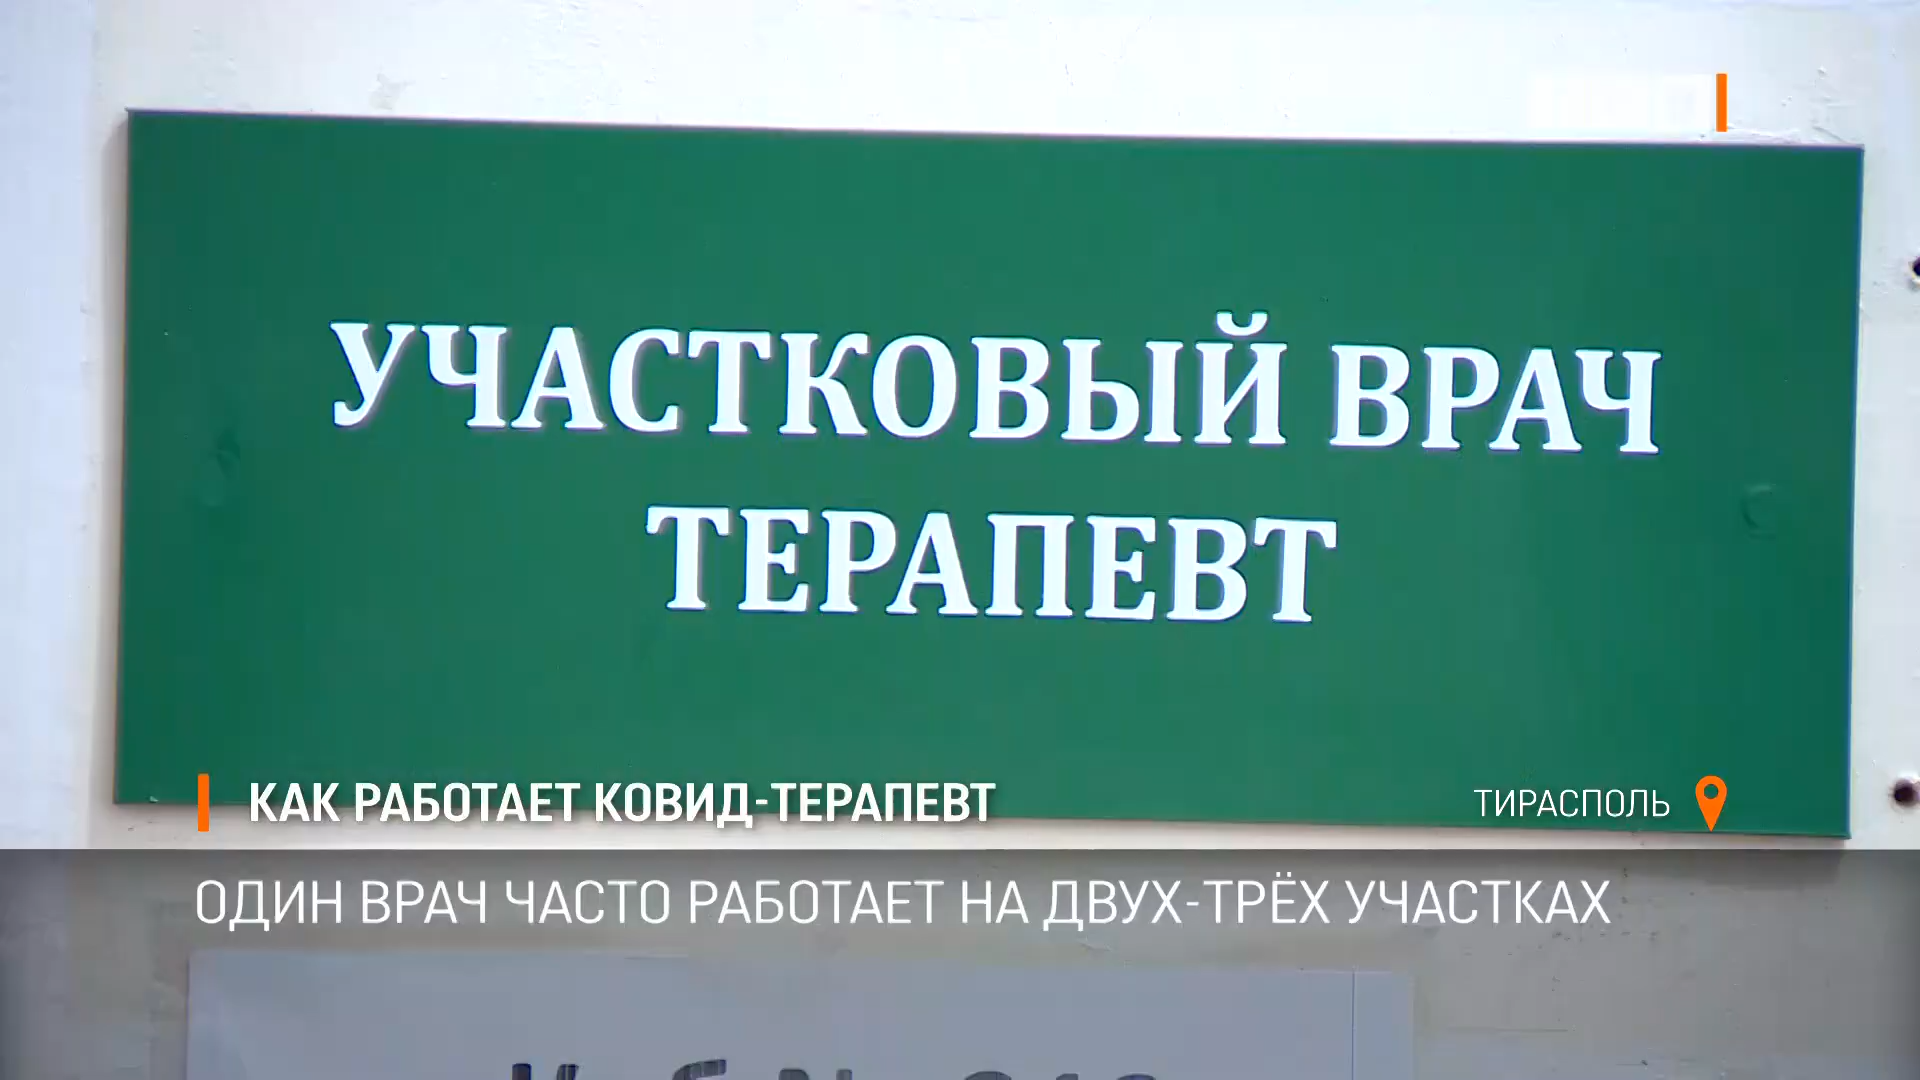 УЧАСТКОВЫЙ ВРАЧ
ТЕРАПЕВТ
КАК РАБОТАЕТ КОВИД-ТЕРАПЕВТ
ТИРАСПОЛЬ
ОДИН ВРАЧ ЧАСТО РАБОТАЕТ НА ДВУХ-ТРЁХ УЧАСТКАХ